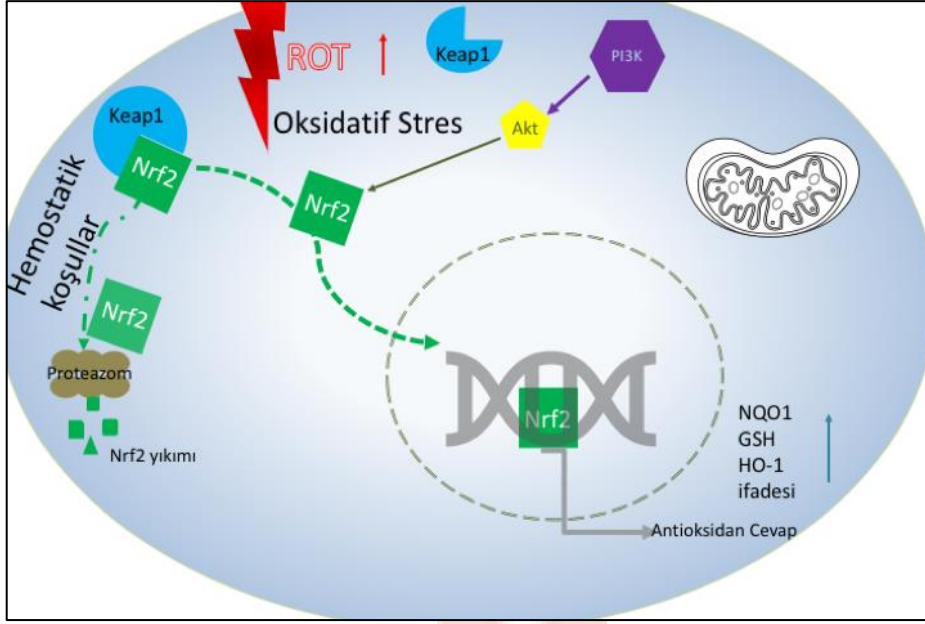 ROT
Keap1
PI3K
Keap1
Oksidatif Stres
Akt
Nrf2
Nrf2
Hemostatik
koşullar
Nrf2
Proteazom
Nrf2 yıkımı
Nrf2
NQO1
GSH
HO-1
ifadesi
Antioksidan Cevap